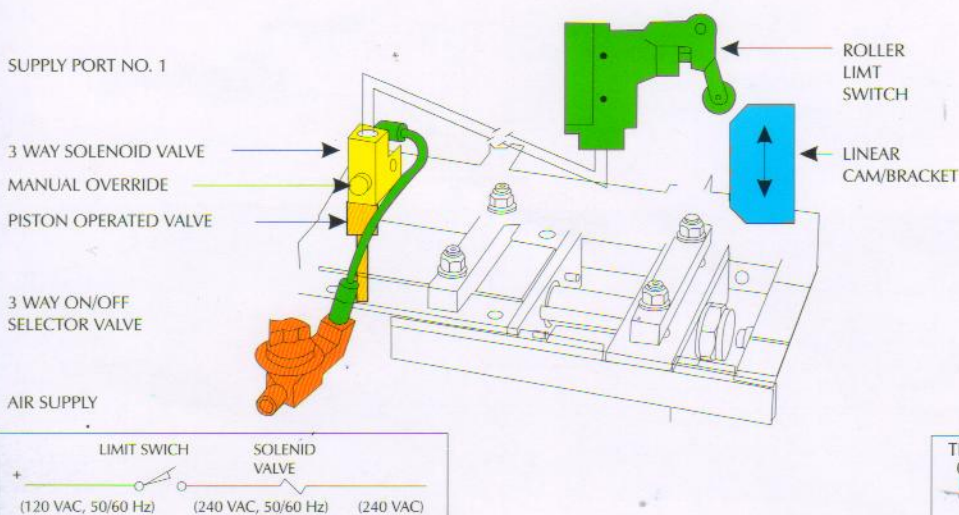 SUPPLY PORT NO. 1
3 WAY SOLENOID VALVE
MANUAL OVERRIDE
PISTON OPERATED VALVE
3 WAY ON/OFF
SELECTOR VALVE
AIR SUPPLY
ROLLER
LIMT
SWITCH
LINEAR
CAM/BRACKET
LIMIT SWICH
SOLENID
VALVE
+
(120 VAC, 50/60 Hz) (240 VAC, 50/60 Hz) (240 VAC)